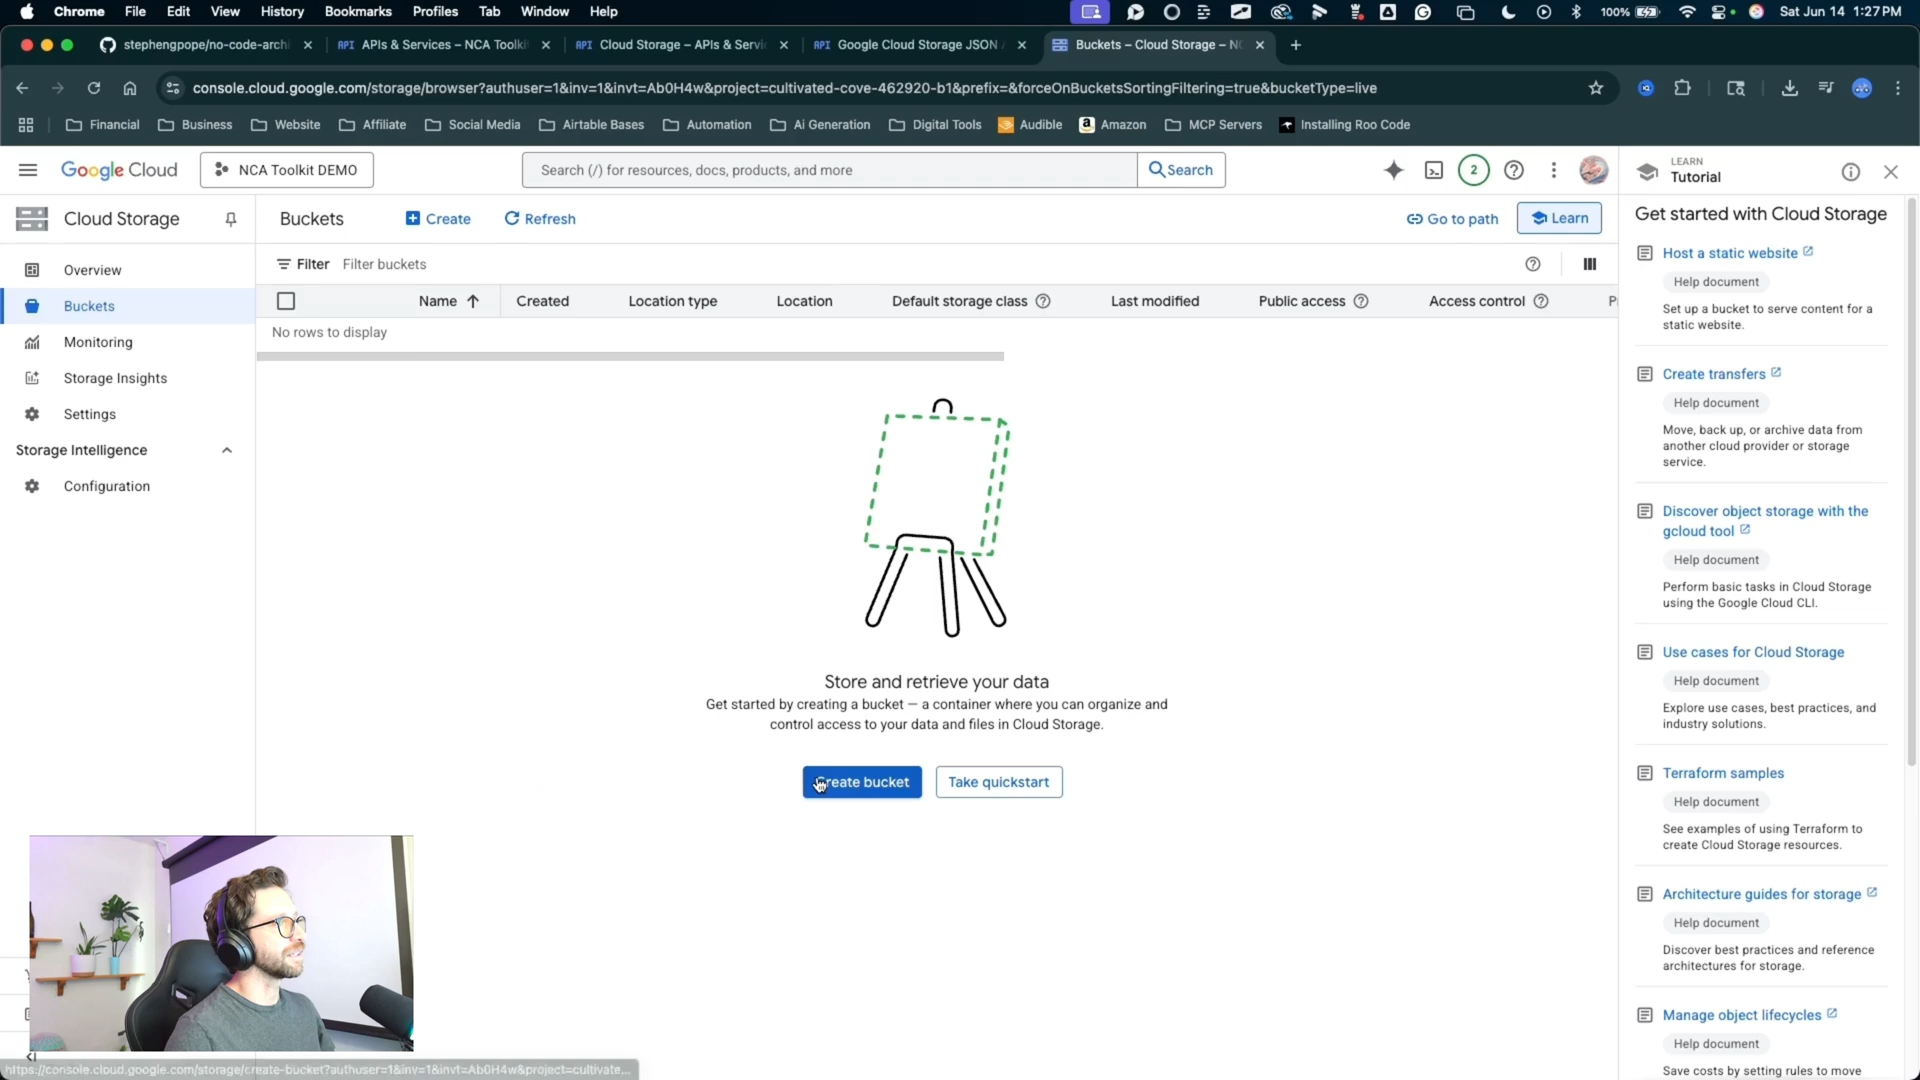 Chrome File Edit View History Bookmarks Profiles Tab Window Help 100% Sat Jun 14 1:27 PM
stephengpope/no-code-archi
API APIs & Services – NCA Toolki
API Cloud Storage – APIs & Servic
API Google Cloud Storage JSON
Buckets – Cloud Storage – NC
console.cloud.google.com/storage/browser?authuser=1&inv=1&invt=Ab0H4w&project=cultivated-cove-462920-b1&prefix=&forceOnBucketsSortingFiltering=true&bucketType=live
Financial Business Website Affiliate Social Media Airtable Bases Automation Ai Generation Digital Tools Audible Amazon MCP Servers Installing Roo Code
Google Cloud
NCA Toolkit DEMO
Search (/) for resources, docs, products, and more
Search
2
LEARN
Tutorial
Cloud Storage
Overview
Buckets
Monitoring
Storage Insights
Settings
Storage Intelligence
Configuration
Buckets
Create
Refresh
Go to path
Learn
Filter Filter buckets
Name Created Location type Location Default storage class Last modified Public access Access control
No rows to display
Store and retrieve your data
Get started by creating a bucket — a container where you can organize and
control access to your data and files in Cloud Storage.
Create bucket
Take quickstart
Get started with Cloud Storage
Host a static website
Help document
Set up a bucket to serve content for a
static website.
Create transfers
Help document
Move, back up, or archive data from
another cloud provider or storage
service.
Discover object storage with the
gcloud tool
Help document
Perform basic tasks in Cloud Storage
using the Google Cloud CLI.
Use cases for Cloud Storage
Help document
Explore use cases, best practices, and
industry solutions.
Terraform samples
Help document
See examples of using Terraform to
create Cloud Storage resources.
Architecture guides for storage
Help document
Discover best practices and reference
architectures for storage.
Manage object lifecycles
Help document
Save costs by setting rules to move
https://console.cloud.google.com/storage/create-bucket?authuser=1&inv=1&invt=Ab0H4w&project=cultivate...